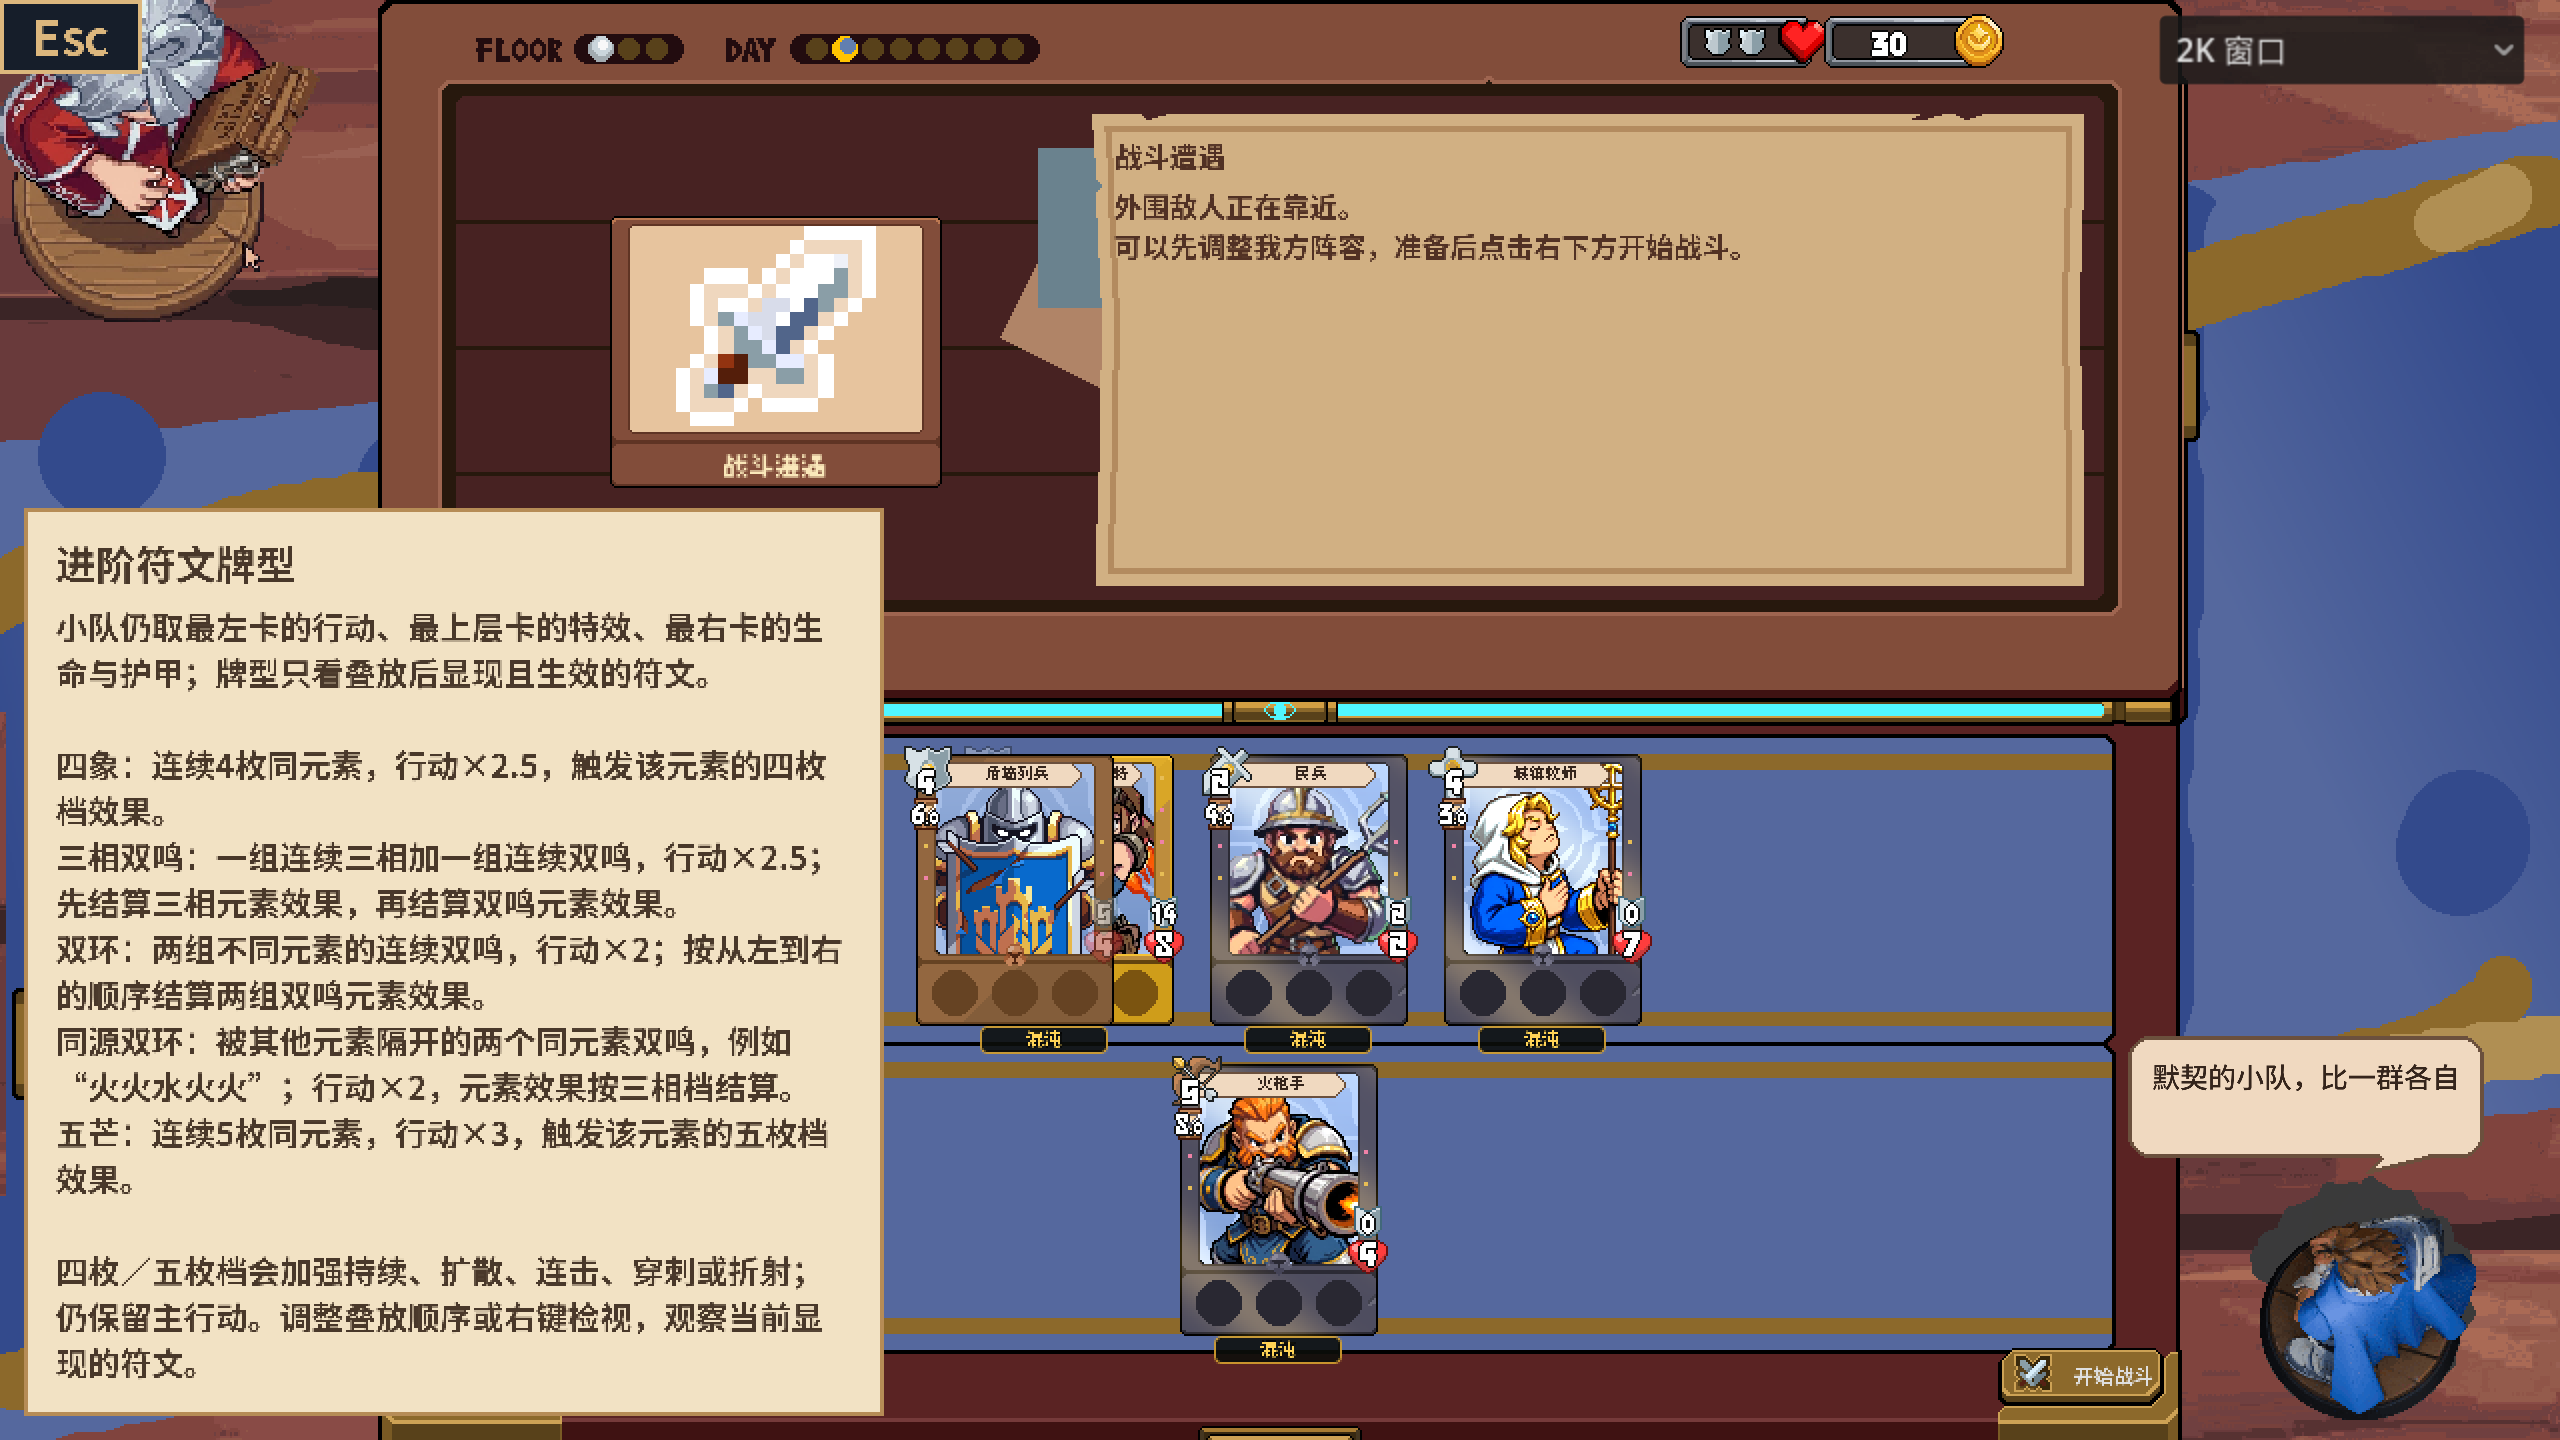 Esc
FLOOR
DAY
30
2K 窗口
战斗遭遇
外围敌人正在靠近。
可以先调整我方阵容，准备后点击右下方开始战斗。
战斗遭遇
进阶符文牌型
小队仍取最左卡的行动、最上层卡的特效、最右卡的生
命与护甲；牌型只看叠放后显现且生效的符文。
四象：连续4枚同元素，行动×2.5，触发该元素的四枚
档效果。
三相双鸣：一组连续三相加一组连续双鸣，行动×2.5；
先结算三相元素效果，再结算双鸣元素效果。
双环：两组不同元素的连续双鸣，行动×2；按从左到右
的顺序结算两组双鸣元素效果。
同源双环：被其他元素隔开的两个同元素双鸣，例如
“火火水火火”；行动×2，元素效果按三相档结算。
五芒：连续5枚同元素，行动×3，触发该元素的五枚档
效果。
四枚／五枚档会加强持续、扩散、连击、穿刺或折射；
仍保留主行动。调整叠放顺序或右键检视，观察当前显
现的符文。
盾墙列兵
特
14
8
混沌
民兵
2
2
2
混沌
城镇牧师
0
7
混沌
火枪手
5
0
混沌
默契的小队，比一群各自
开始战斗